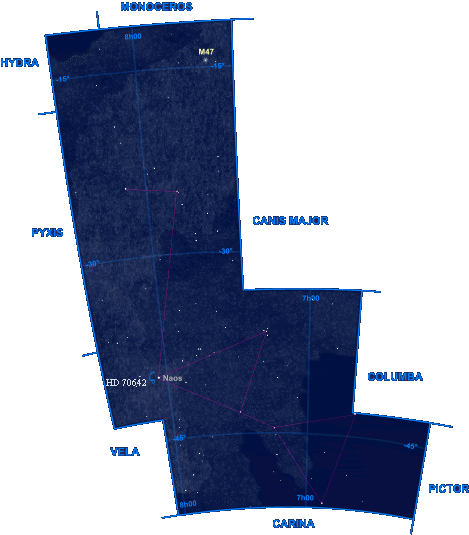 MONOCEROS
8h00
M47
HYDRA
-15°
-15°
CANIS MAJOR
PYXIS
-30°
-30°
7h00
HD 70642
Naos
COLUMBA
-45°
-45°
VELA
PICTOR
8h00
7h00
CARINA